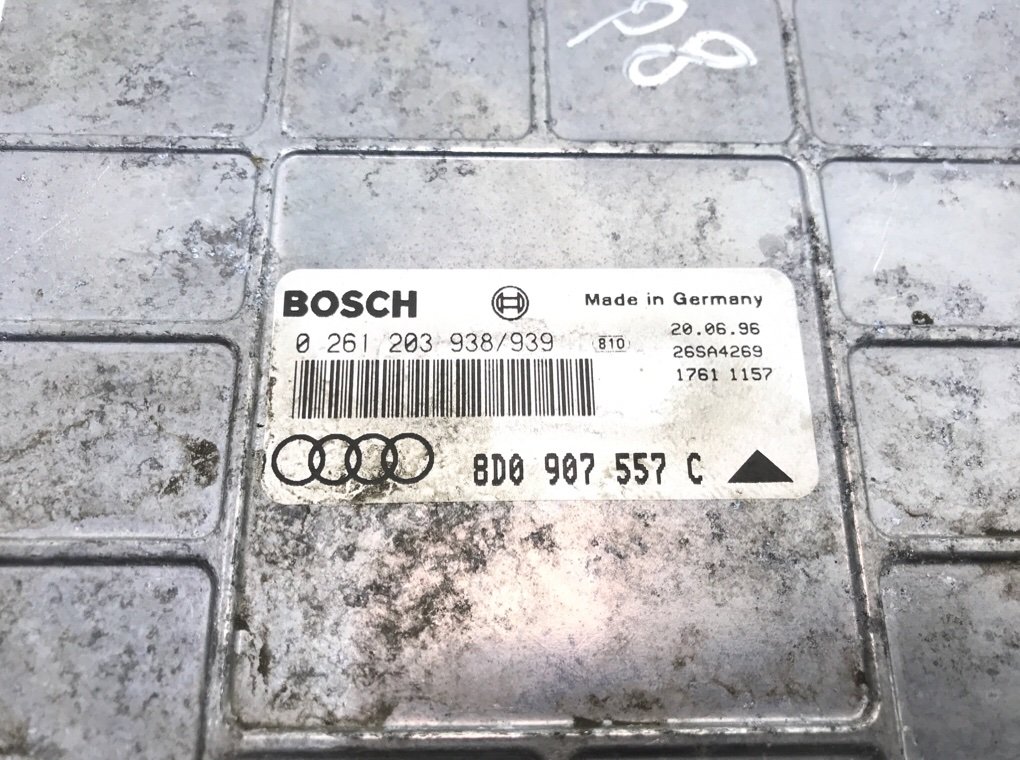 P8
BOSCH
Made in Germany
0 261 203 938/939
810
20.06.96
26SA4269
1761 1157
8D0 907 557 C